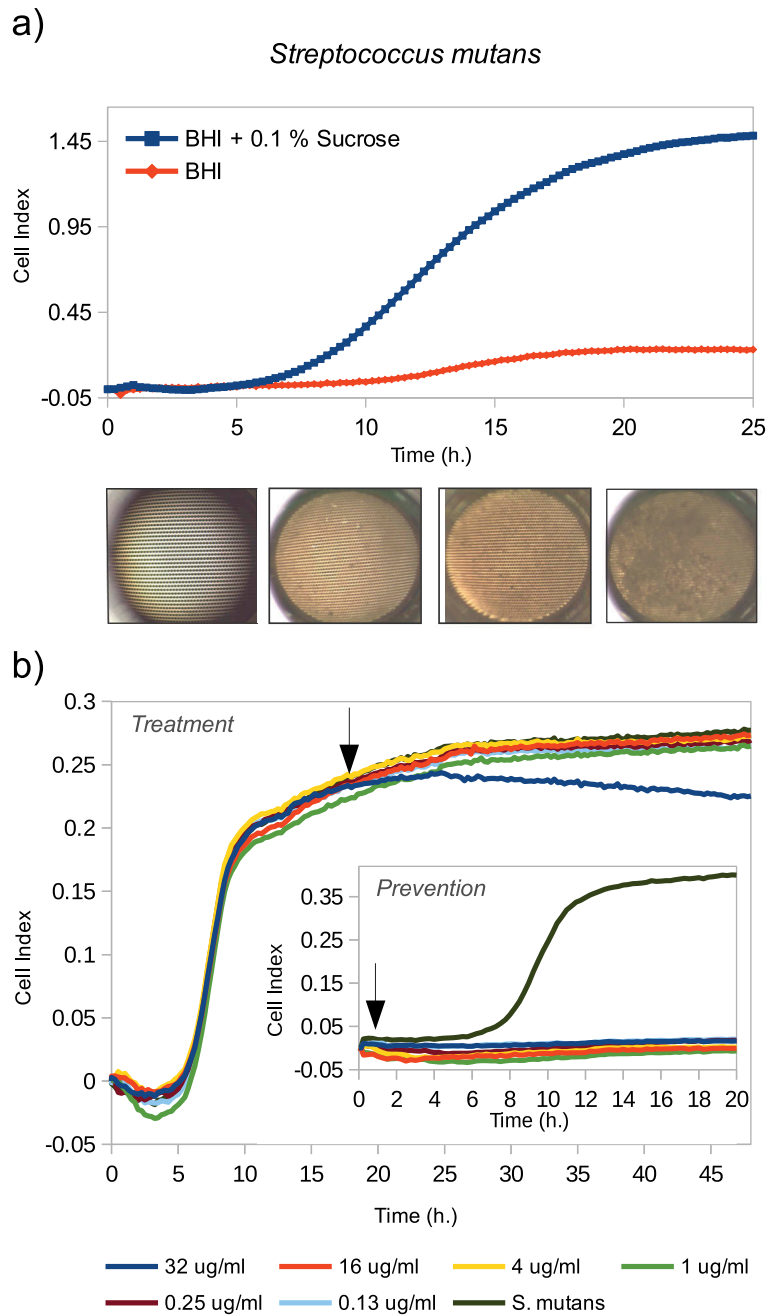 a)
Streptococcus mutans
1.45
0.95
0.45
-0.05
Cell Index
BHI + 0.1 % Sucrose
BHI
0 5 10 15 20 25
Time (h.)
b)
0.3
0.25
0.2
0.15
0.1
0.05
0
-0.05
Cell Index
Treatment
Prevention
0.35
0.25
0.15
0.05
-0.05
Cell Index
0 2 4 6 8 10 12 14 16 18 20
Time (h.)
0 5 10 15 20 25 30 35 40 45
Time (h.)
32 ug/ml 16 ug/ml 4 ug/ml 1 ug/ml
0.25 ug/ml 0.13 ug/ml S. mutans